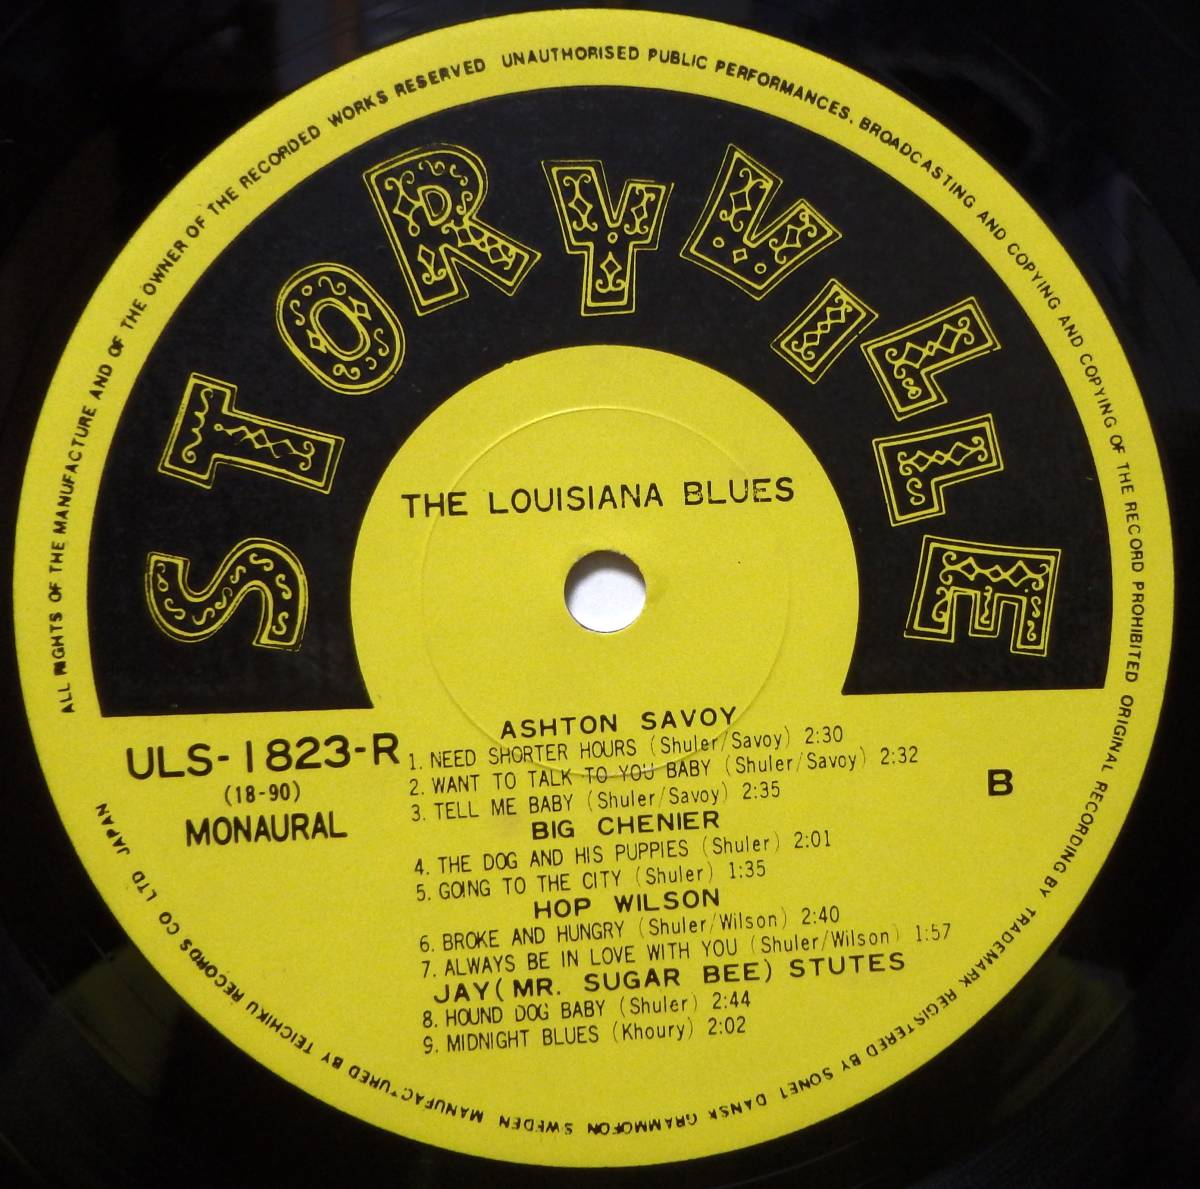 ALL RIGHTS OF THE MANUFACTURE AND OF THE OWNER OF THE RECORDED WORKS RESERVED UNAUTHORISED PUBLIC PERFORMANCES, BROADCASTING AND COPYING AND COPYING OF THE RECORD PROHIBITED ORIGINAL RECORDING BY TRADEMARK REGISTERED BY SONET DANSK GRAMMOFON SWEDEN MANUFACTURED BY TEICHIKU RECORDS CO LTD JAPAN
STORYVILLE
THE LOUISIANA BLUES
ULS-1823-R
(18-90)
MONAURAL
B
ASHTON SAVOY
1. NEED SHORTER HOURS (Shuler/Savoy) 2:30
2. WANT TO TALK TO YOU BABY (Shuler/Savoy) 2:32
3. TELL ME BABY (Shuler/Savoy) 2:35
BIG CHENIER
4. THE DOG AND HIS PUPPIES (Shuler) 2:01
5. GOING TO THE CITY (Shuler) 1:35
HOP WILSON
6. BROKE AND HUNGRY (Shuler/Wilson) 2:40
7. ALWAYS BE IN LOVE WITH YOU (Shuler/Wilson) 1:57
JAY(MR. SUGAR BEE) STUTES
8. HOUND DOG BABY (Shuler) 2:44
9. MIDNIGHT BLUES (Khoury) 2:02